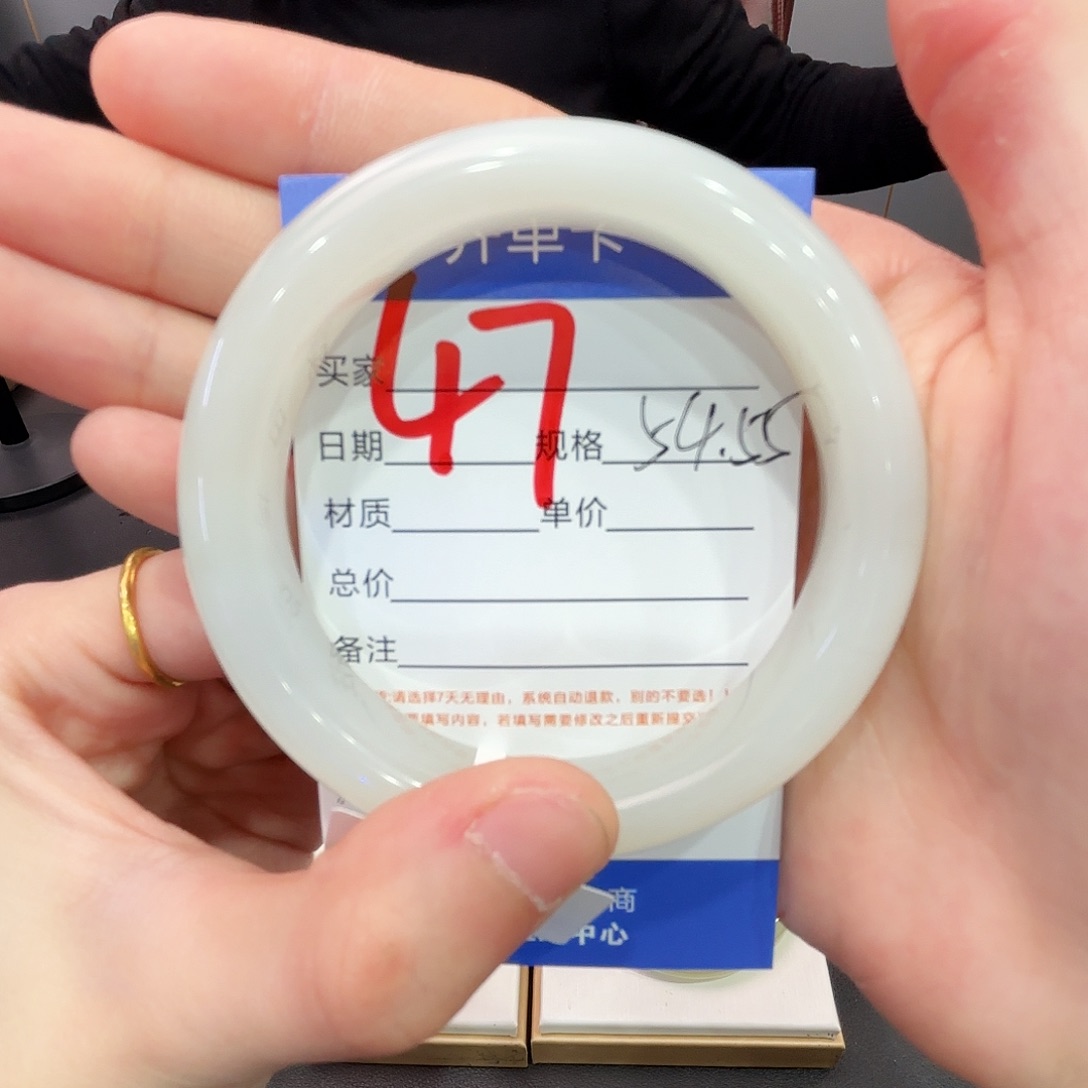 开单卡
47
买家
日期 规格 54.55
材质 单价
总价
备注
请选择7天无理由，系统自动退款，别的不要选！
要填写内容，若填写需要修改之后重新提交
商
中心